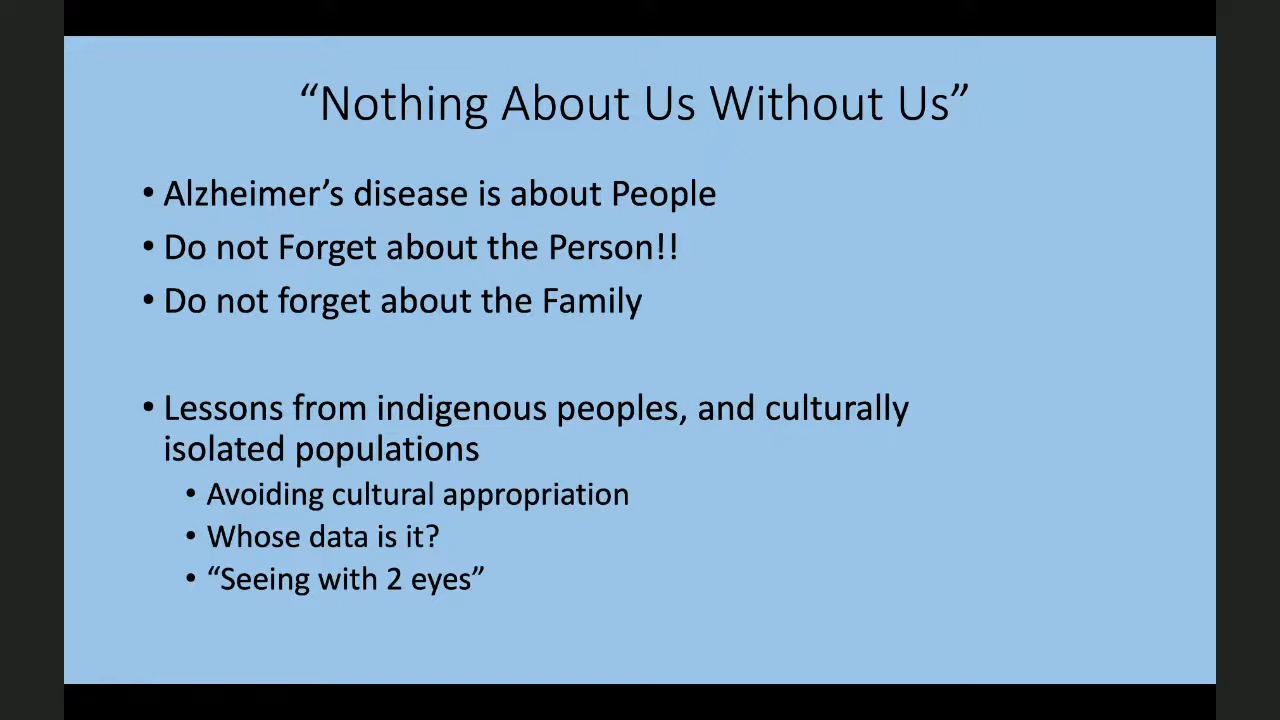 “Nothing About Us Without Us”
• Alzheimer’s disease is about People
• Do not Forget about the Person!!
• Do not forget about the Family
• Lessons from indigenous peoples, and culturally
isolated populations
• Avoiding cultural appropriation
• Whose data is it?
• “Seeing with 2 eyes”